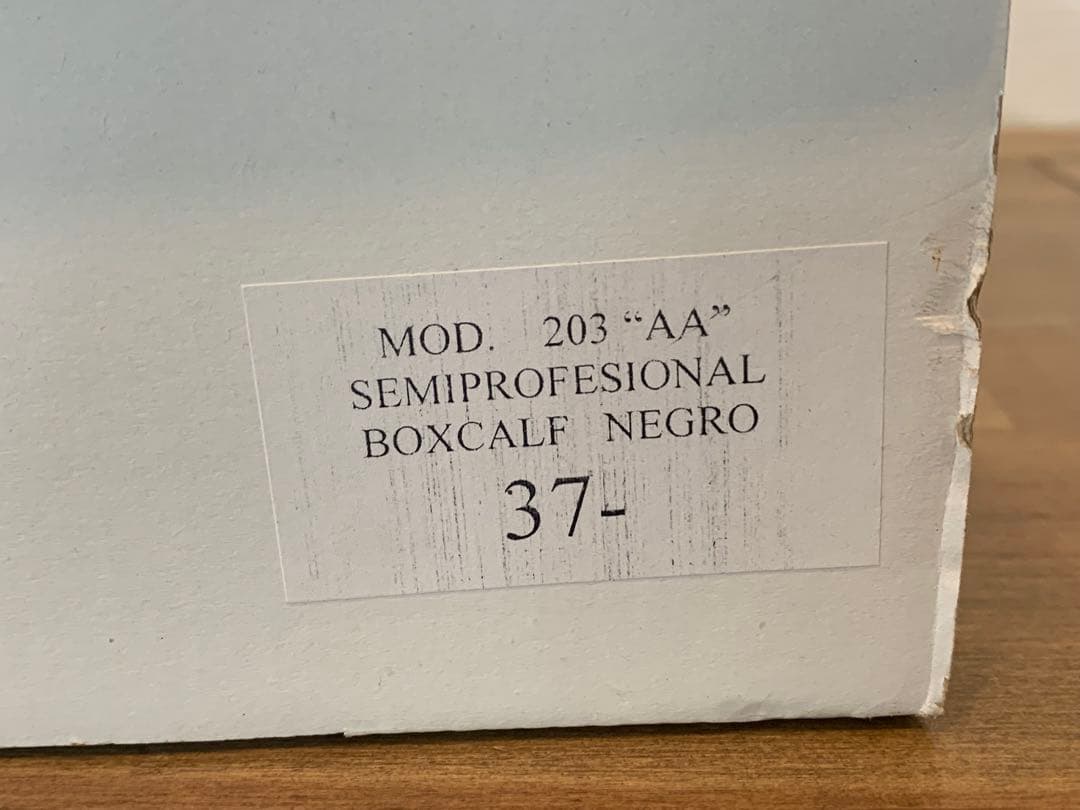 MOD. 203 “AA”
SEMIPROFESIONAL
BOXCALF NEGRO
37-